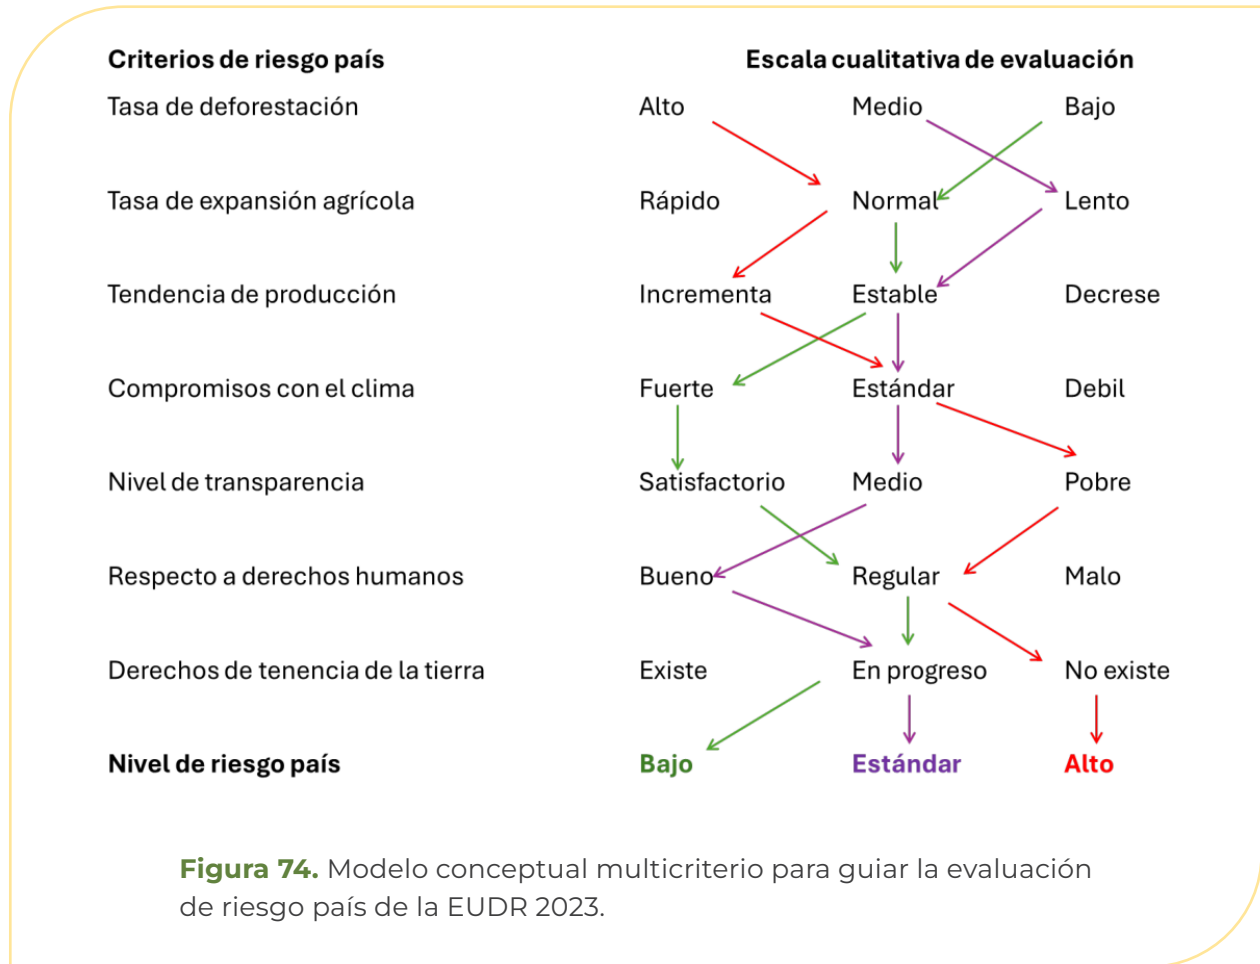 Criterios de riesgo país Escala cualitativa de evaluación
Tasa de deforestación Alto Medio Bajo
Tasa de expansión agrícola Rápido Normal Lento
Tendencia de producción Incrementa Estable Decrese
Compromisos con el clima Fuerte Estándar Debil
Nivel de transparencia Satisfactorio Medio Pobre
Respecto a derechos humanos Bueno Regular Malo
Derechos de tenencia de la tierra Existe En progreso No existe
Nivel de riesgo país Bajo Estándar Alto
Figura 74. Modelo conceptual multicriterio para guiar la evaluación
de riesgo país de la EUDR 2023.